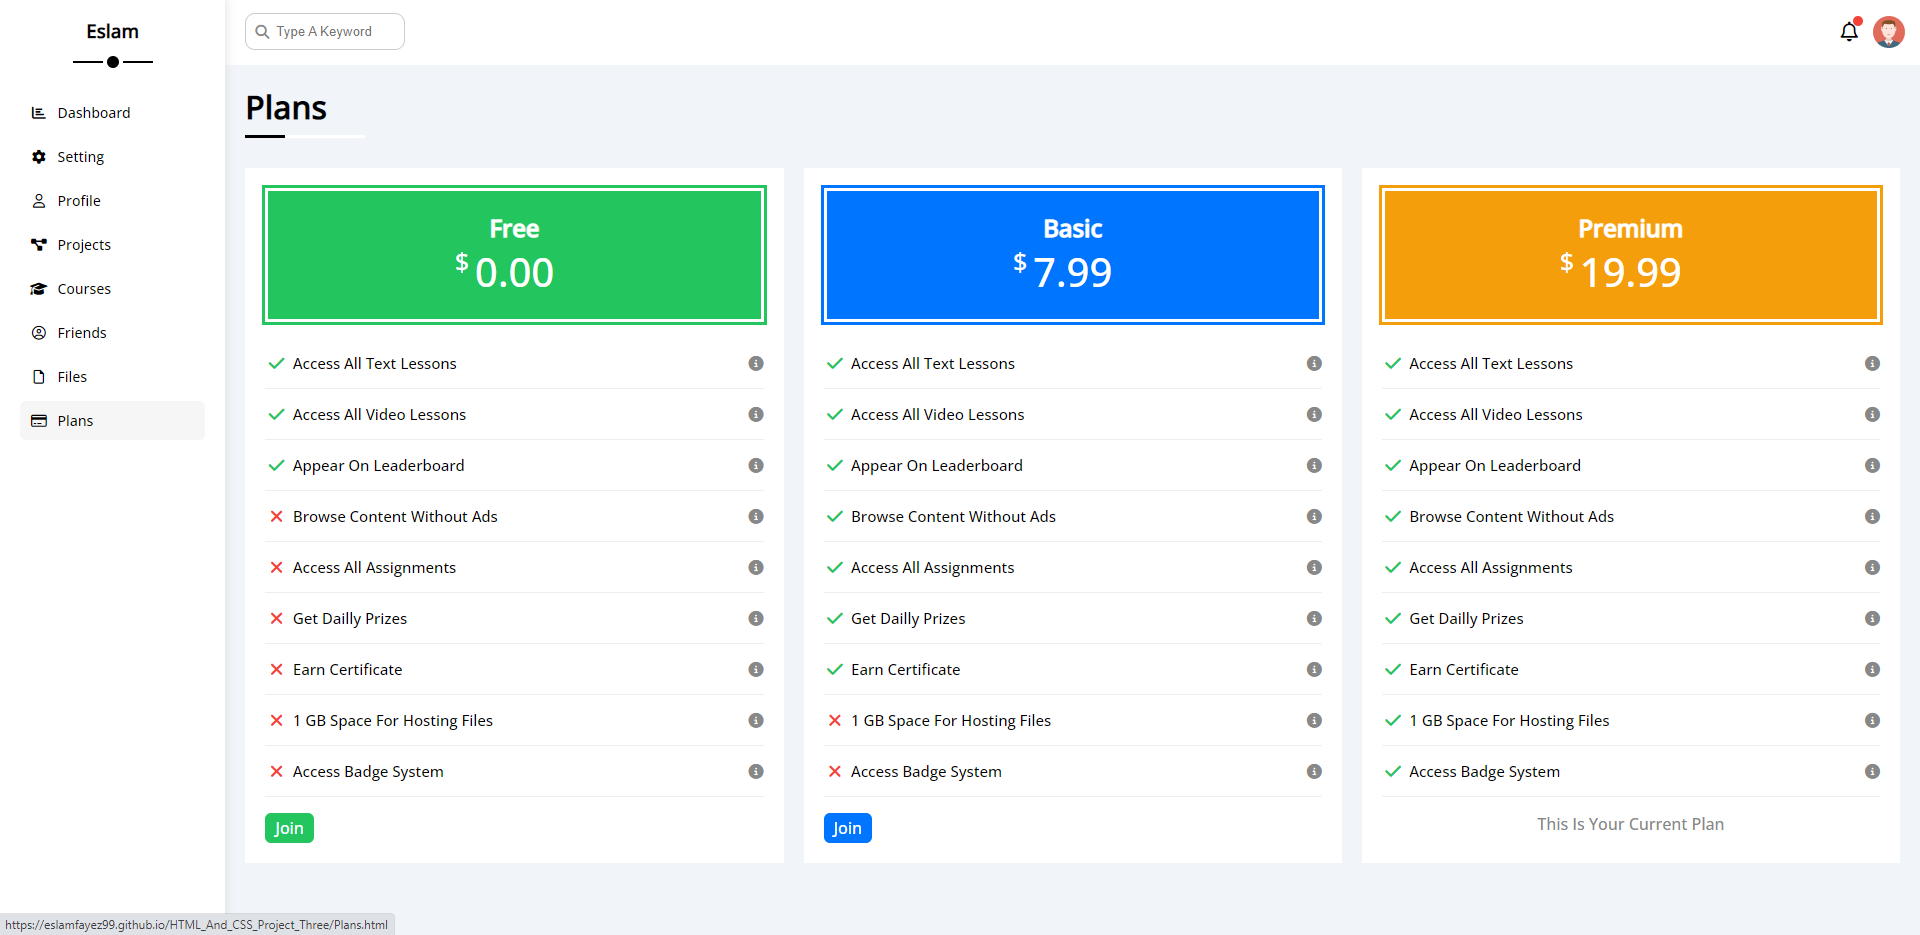 Eslam
Type A Keyword
Dashboard
Setting
Profile
Projects
Courses
Friends
Files
Plans
Plans
Free
$ 0.00
Access All Text Lessons
Access All Video Lessons
Appear On Leaderboard
Browse Content Without Ads
Access All Assignments
Get Dailly Prizes
Earn Certificate
1 GB Space For Hosting Files
Access Badge System
Join
Basic
$ 7.99
Access All Text Lessons
Access All Video Lessons
Appear On Leaderboard
Browse Content Without Ads
Access All Assignments
Get Dailly Prizes
Earn Certificate
1 GB Space For Hosting Files
Access Badge System
Join
Premium
$ 19.99
Access All Text Lessons
Access All Video Lessons
Appear On Leaderboard
Browse Content Without Ads
Access All Assignments
Get Dailly Prizes
Earn Certificate
1 GB Space For Hosting Files
Access Badge System
This Is Your Current Plan
https://eslamfayez99.github.io/HTML_And_CSS_Project_Three/Plans.html